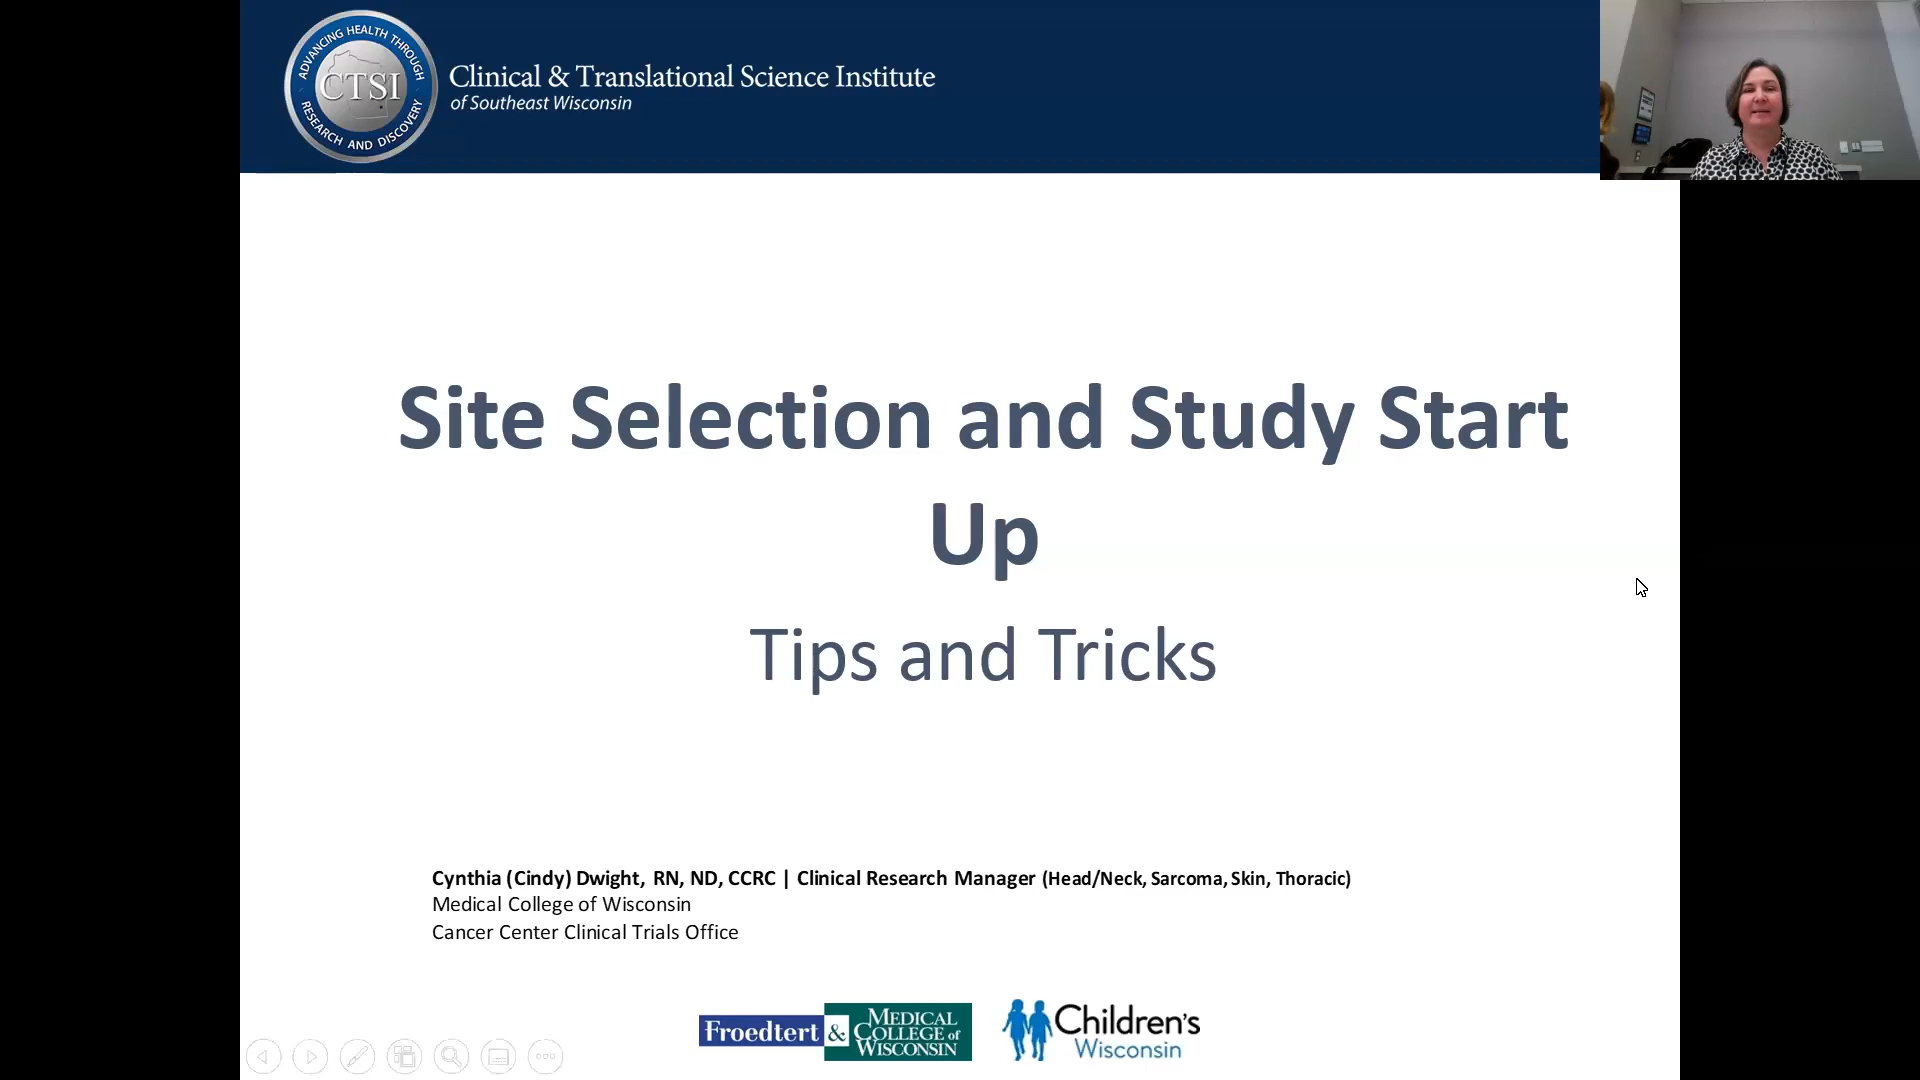 ADVANCING HEALTH THROUGH
CTSI
RESEARCH AND DISCOVERY
Clinical & Translational Science Institute
of Southeast Wisconsin
Site Selection and Study Start
Up
Tips and Tricks
Cynthia (Cindy) Dwight, RN, ND, CCRC | Clinical Research Manager (Head/Neck, Sarcoma, Skin, Thoracic)
Medical College of Wisconsin
Cancer Center Clinical Trials Office
Froedtert &
MEDICAL
COLLEGE of
WISCONSIN
Children's
Wisconsin